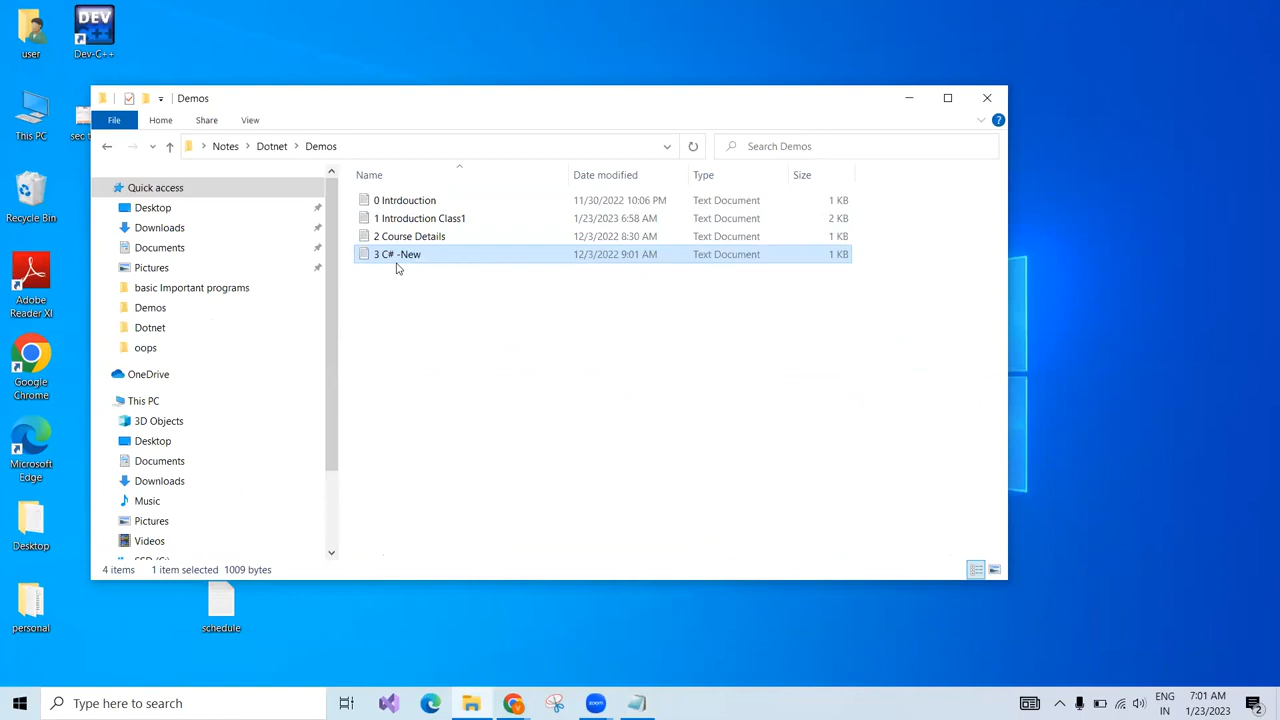 user
DEV
C++
Dev-C++
This PC
sec t
Recycle Bin
Adobe
Reader XI
Google
Chrome
Microsoft
Edge
Desktop
personal
schedule
Demos
File
Home
Share
View
?
Notes
Dotnet
Demos
Search Demos
Quick access
Desktop
Downloads
Documents
Pictures
basic Important programs
Demos
Dotnet
oops
OneDrive
This PC
3D Objects
Desktop
Documents
Downloads
Music
Pictures
Videos
Name Date modified Type Size
0 Intrdouction 11/30/2022 10:06 PM Text Document 1 KB
1 Introduction Class1 1/23/2023 6:58 AM Text Document 2 KB
2 Course Details 12/3/2022 8:30 AM Text Document 1 KB
3 C# -New 12/3/2022 9:01 AM Text Document 1 KB
4 items 1 item selected 1009 bytes
Type here to search
zoom
ENG
IN
7:01 AM
1/23/2023
2